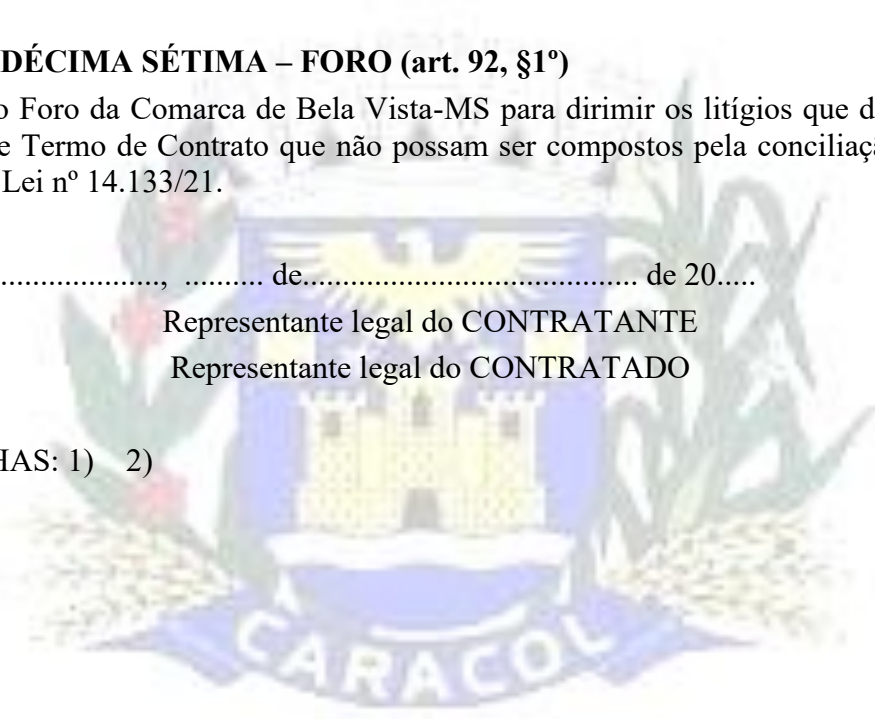 DÉCIMA SÉTIMA – FORO (art. 92, §1º)
o Foro da Comarca de Bela Vista-MS para dirimir os litígios que d
e Termo de Contrato que não possam ser compostos pela conciliaçã
Lei nº 14.133/21.
...................., .......... de.......................................... de 20.....
Representante legal do CONTRATANTE
Representante legal do CONTRATADO
HAS: 1) 2)
CARACOL